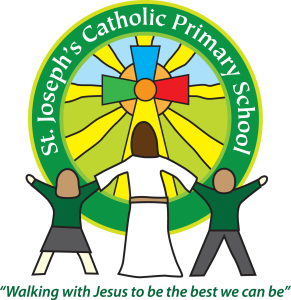 St. Joseph's Catholic Primary School
"Walking with Jesus to be the best we can be"